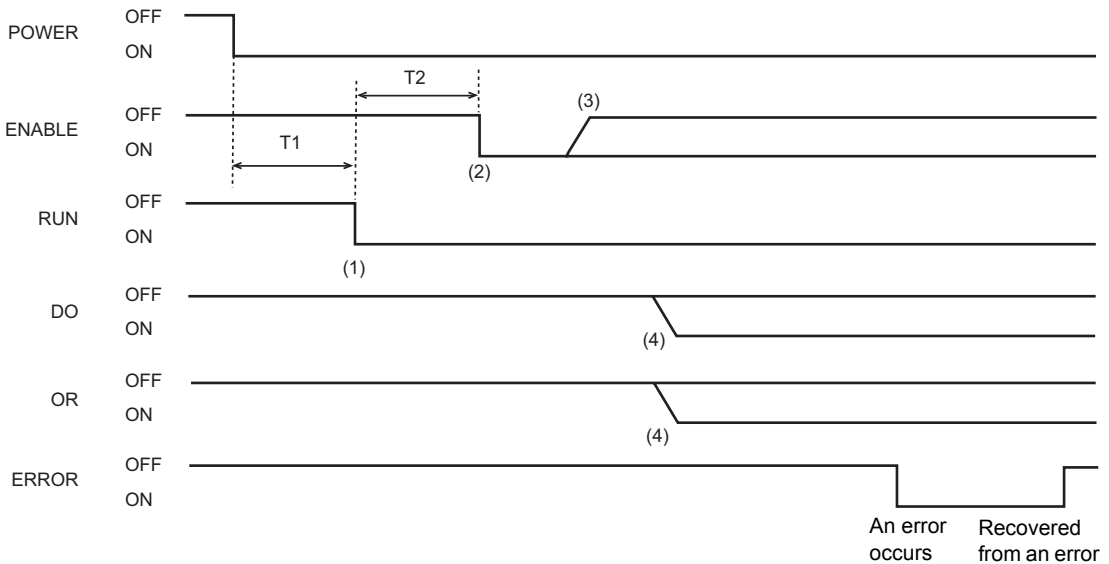 OFF
POWER
ON
T2
(3)
OFF
ENABLE
T1
ON
(2)
OFF
RUN
ON
(1)
OFF
DO
ON
(4)
OFF
OR
ON
(4)
OFF
ERROR
ON
An error
occurs
Recovered
from an error